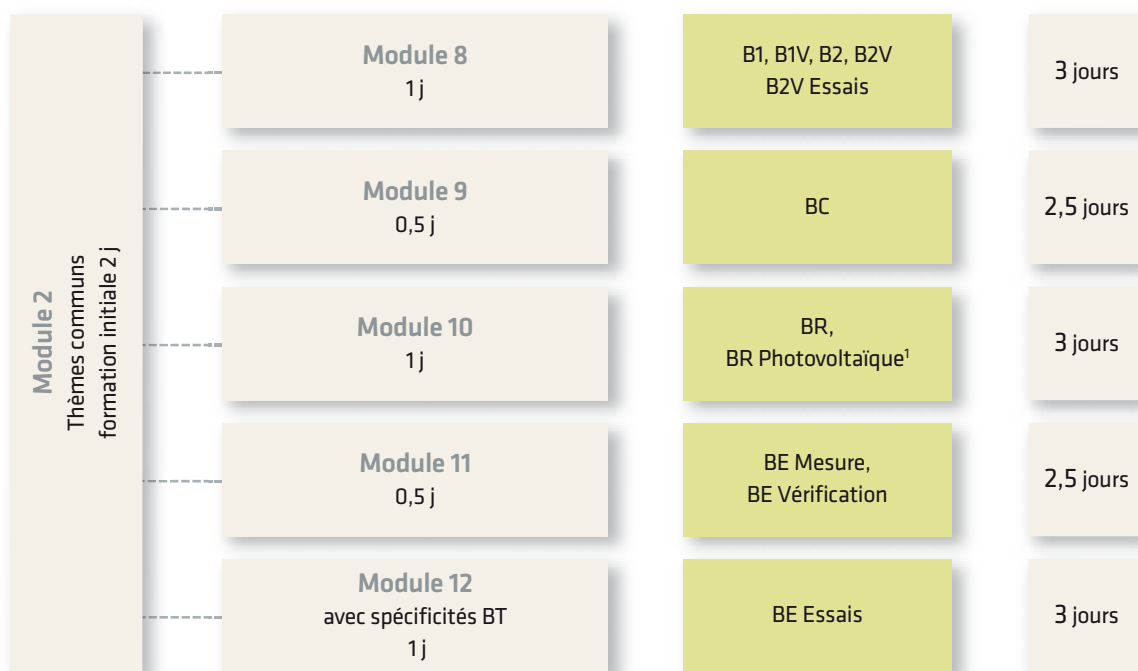 Module 2
Thèmes communs
formation initiale 2 j
Module 8
1 j
B1, B1V, B2, B2V
B2V Essais
3 jours
Module 9
0,5 j
BC
2,5 jours
Module 10
1 j
BR,
BR Photovoltaïque¹
3 jours
Module 11
0,5 j
BE Mesure,
BE Vérification
2,5 jours
Module 12
avec spécificités BT
1 j
BE Essais
3 jours